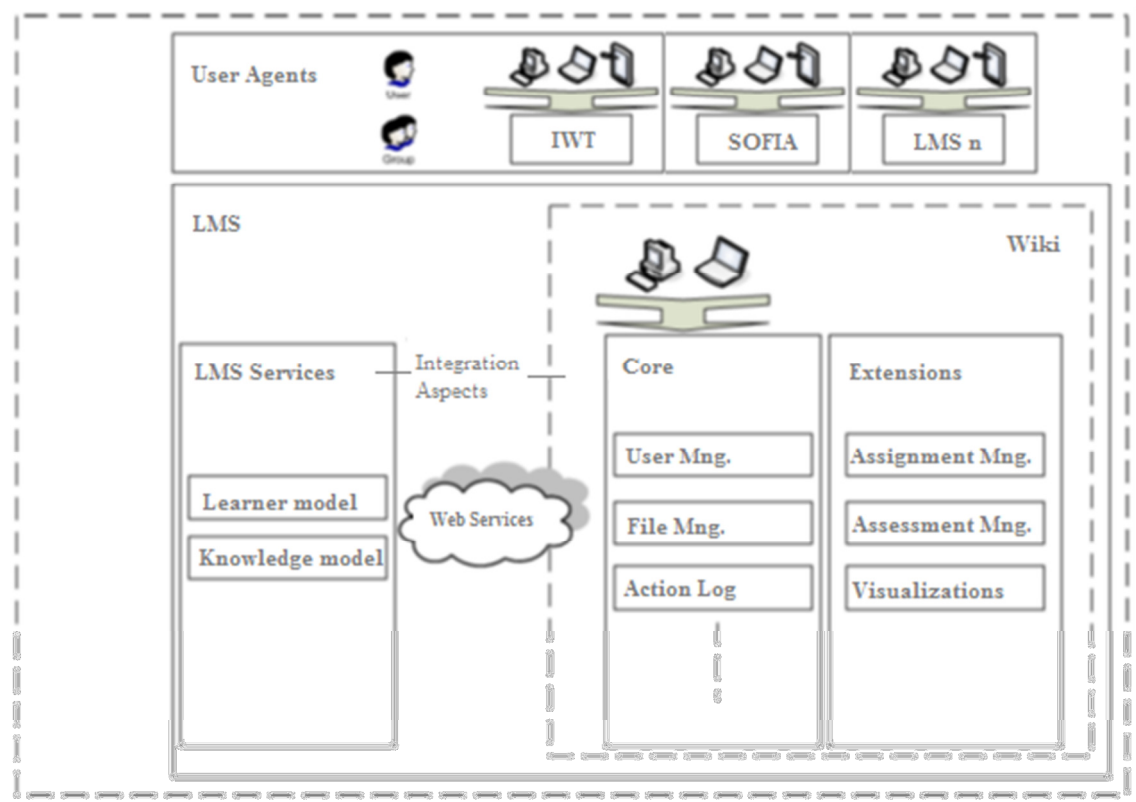 User Agents
User
Group
IWT
SOFIA
LMS n
LMS
Wiki
LMS Services
Integration
Aspects
Core
Extensions
Learner model
Knowledge model
Web Services
User Mng.
File Mng.
Action Log
Assignment Mng.
Assessment Mng.
Visualizations